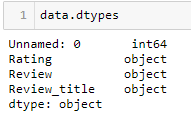 1 data.dtypes
Unnamed: 0 int64
Rating object
Review object
Review_title object
dtype: object